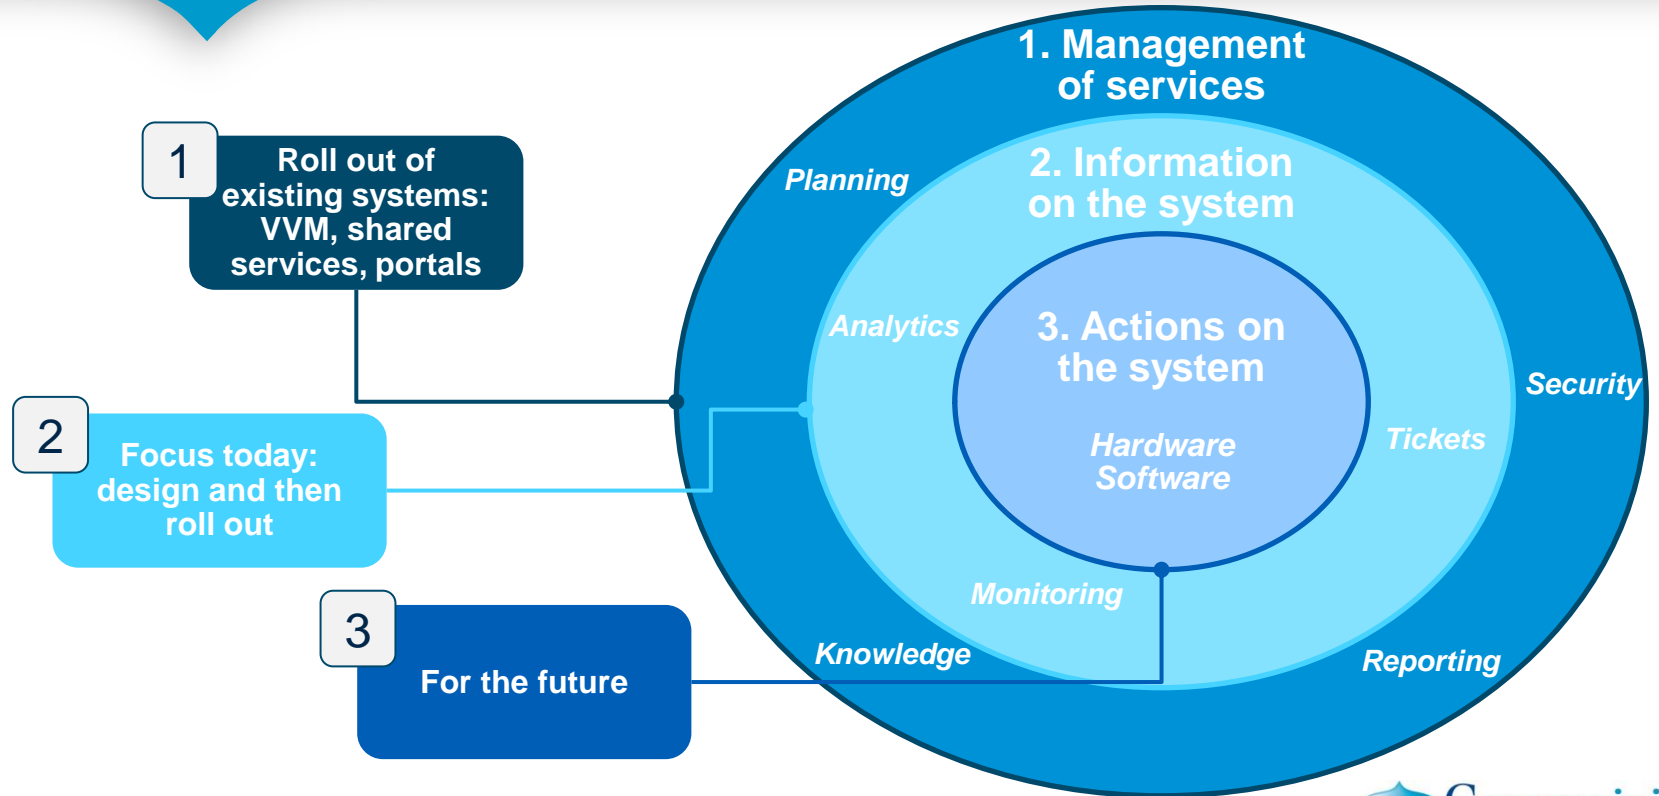 1. Management
of services
1
Roll out of
existing systems:
VVM, shared
services, portals
Planning
2. Information
on the system
Analytics
3. Actions on
the system
Security
2
Focus today:
design and then
roll out
Hardware
Software
Tickets
Monitoring
3
For the future
Knowledge
Reporting